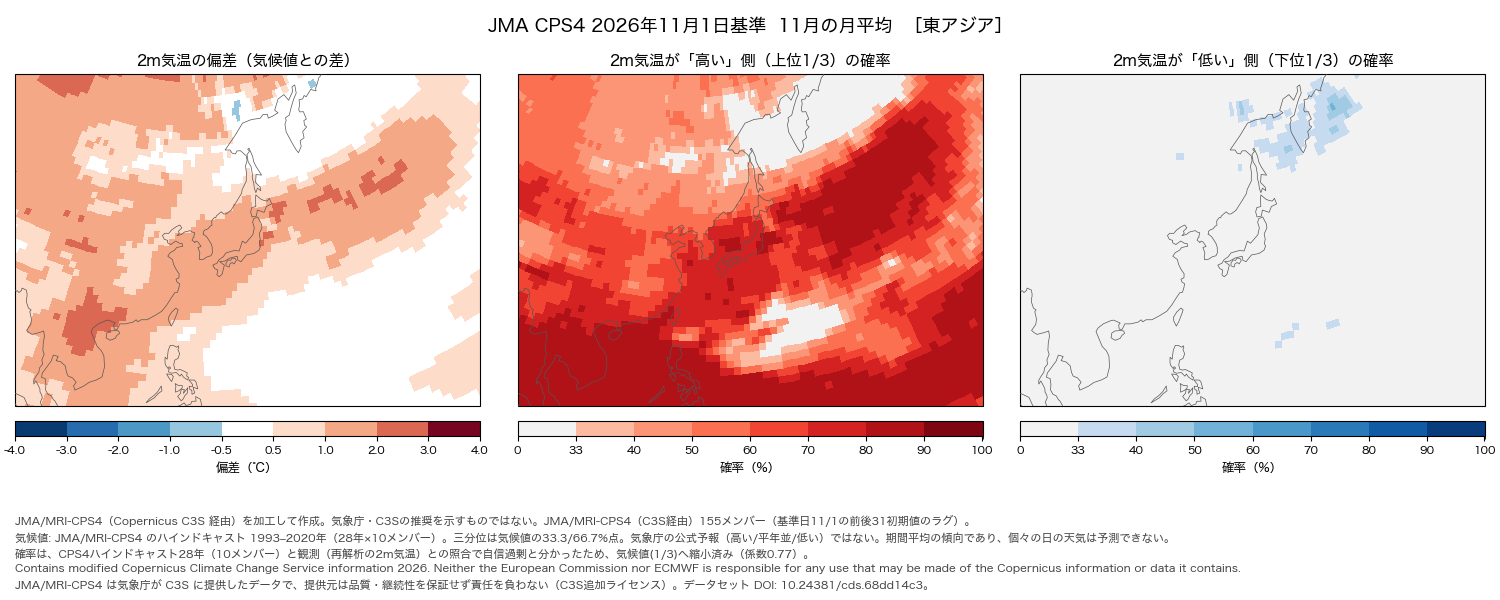 JMA CPS4 2026年11月1日基準 11月の月平均 [東アジア]
2m気温の偏差（気候値との差）
2m気温が「高い」側（上位1/3）の確率
2m気温が「低い」側（下位1/3）の確率
-4.0 -3.0 -2.0 -1.0 -0.5 0.5 1.0 2.0 3.0 4.0
偏差（℃）
0 33 40 50 60 70 80 90 100
確率（%）
0 33 40 50 60 70 80 90 100
確率（%）
JMA/MRI-CPS4（Copernicus C3S 経由）を加工して作成。気象庁・C3Sの推奨を示すものではない。JMA/MRI-CPS4（C3S経由）155メンバー（基準日11/1の前後31初期値のラグ）。
気候値: JMA/MRI-CPS4 のハインドキャスト 1993–2020年（28年×10メンバー）。三分位は気候値の33.3/66.7%点。気象庁の公式予報（高い/平年並/低い）ではない。期間平均の傾向であり、個々の日の天気は予測できない。
確率は、CPS4ハインドキャスト28年（10メンバー）と観測（再解析の2m気温）との照合で自信過剰と分かったため、気候値(1/3)へ縮小済み（係数0.77）。
Contains modified Copernicus Climate Change Service information 2026. Neither the European Commission nor ECMWF is responsible for any use that may be made of the Copernicus information or data it contains.
JMA/MRI-CPS4 は気象庁が C3S に提供したデータで、提供元は品質・継続性を保証せず責任を負わない（C3S追加ライセンス）。データセット DOI: 10.24381/cds.68dd14c3。